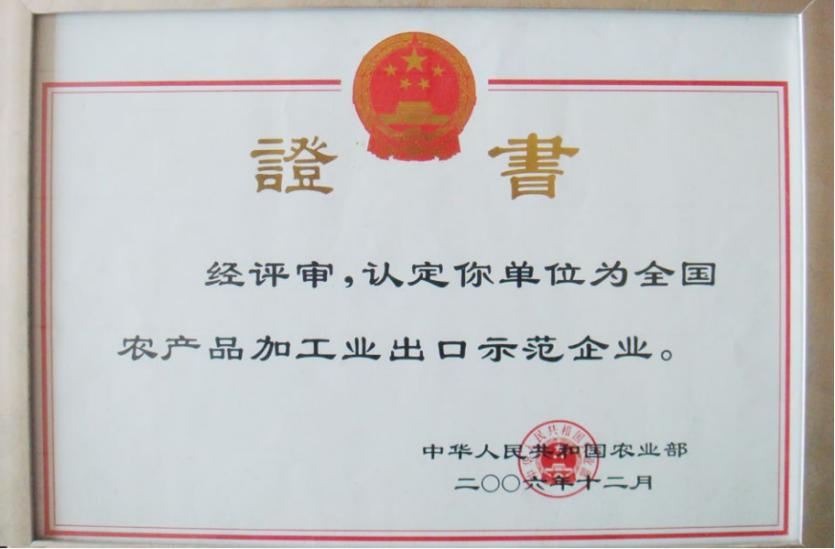 證書
经评审，认定你单位为全国
农产品加工业出口示范企业。
中华人民共和国农业部
二〇〇六年十二月